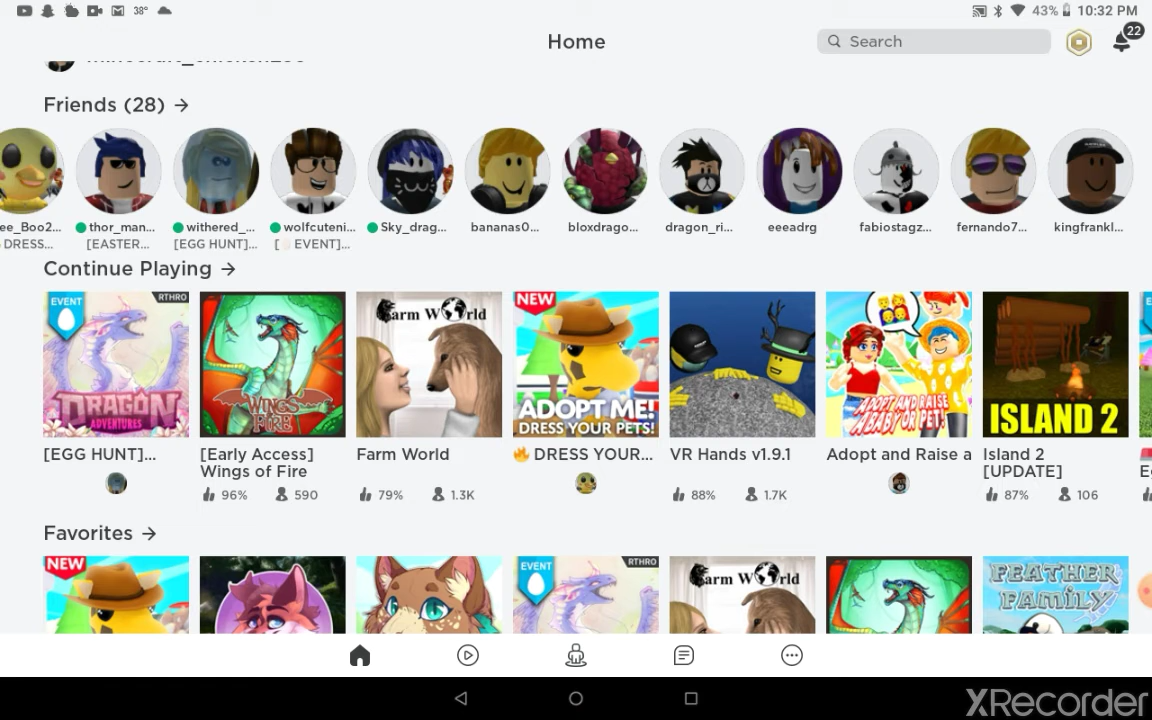 38°
43%
10:32 PM
Home
Search
22
Friends (28) →
ee_Boo2...
thor_man...
withered_...
wolfcuteni...
Sky_drag...
bananas0...
bloxdrago...
dragon_ri...
eeeadrg
fabiostagz...
fernando7...
kingfrankl...
DRESS...
[EASTER...
[EGG HUNT]...
[⚪ EVENT]...
Continue Playing →
EVENT
RTHRO
DRAGON
ADVENTURES
WINGS
OF
FIRE
Farm World
NEW
ADOPT ME!
DRESS YOUR PETS!
ADOPT AND RAISE
A BABY OR PET!
ISLAND 2
[EGG HUNT]...
[Early Access]
Wings of Fire
96% 590
Farm World
79% 1.3K
🔥 DRESS YOUR...
VR Hands v1.9.1
88% 1.7K
Adopt and Raise a
Island 2
[UPDATE]
87% 106
Favorites →
NEW
EVENT
RTHRO
Farm World
FEATHER
FAMILY
XRecorder